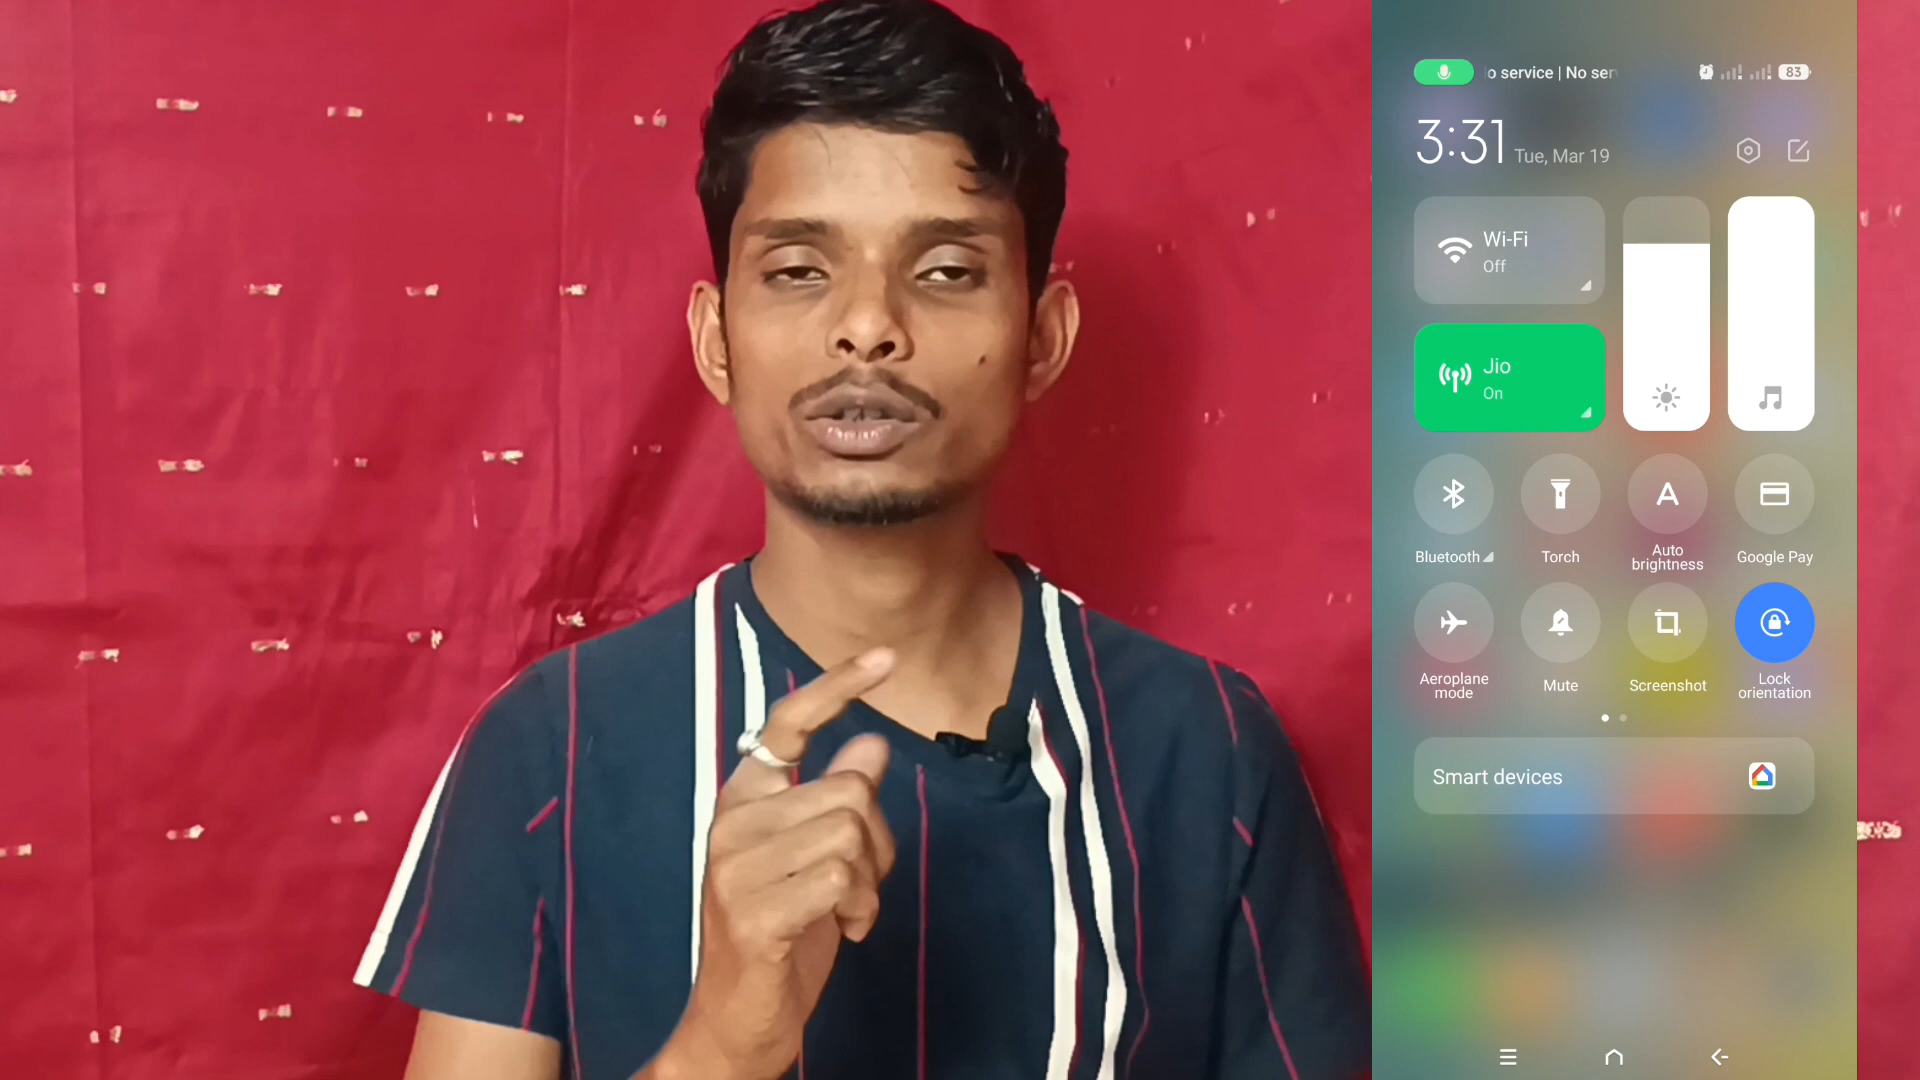 o service | No ser
83
3:31 Tue, Mar 19
Wi-Fi
Off
Jio
On
Bluetooth
Torch
Auto
brightness
Google Pay
Aeroplane
mode
Mute
Screenshot
Lock
orientation
Smart devices